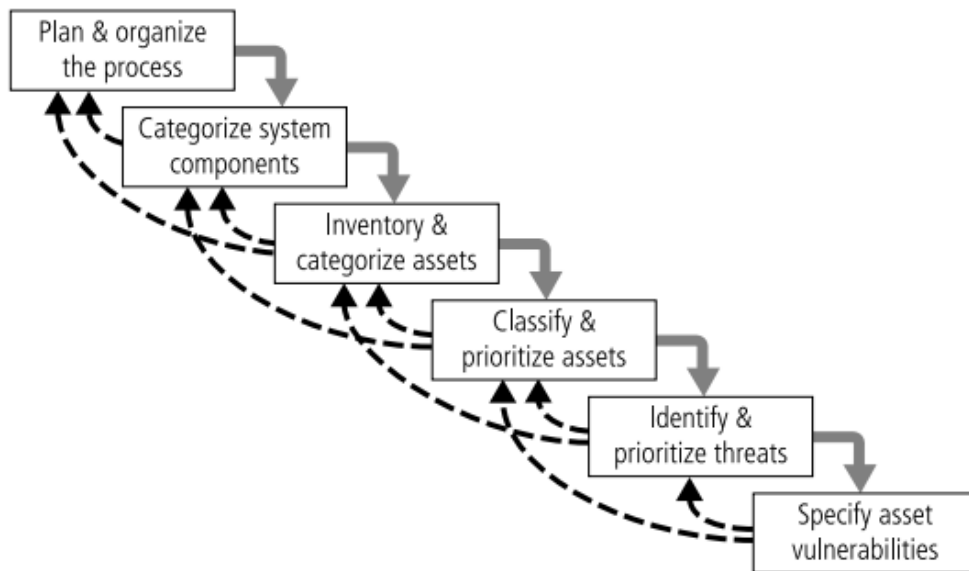 Plan & organize
the process
Categorize system
components
Inventory &
categorize assets
Classify &
prioritize assets
Identify &
prioritize threats
Specify asset
vulnerabilities